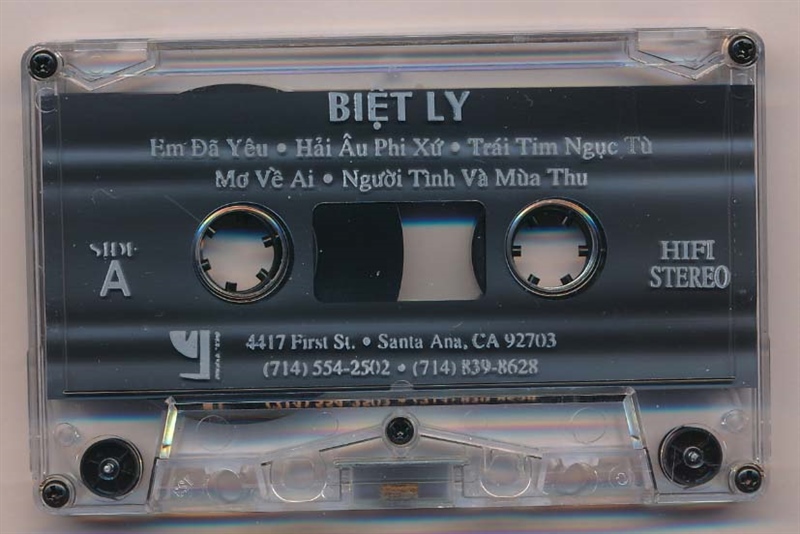 BIỆT LY
Em Đã Yêu • Hải Âu Phi Xứ • Trái Tim Ngục Tù
Mơ Về Ai • Người Tình Và Mùa Thu
SIDE
A
HIFI
STEREO
4417 First St. • Santa Ana, CA 92703
(714) 554-2502 • (714) 839-8628